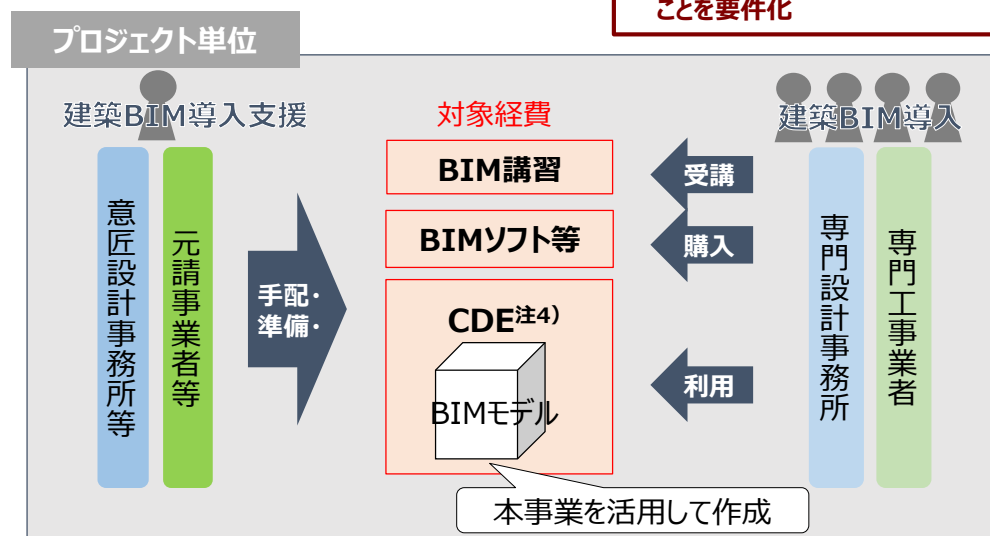 ことを要件化
プロジェクト単位
建築BIM導入支援
対象経費
建築BIM導入
意匠設計事務所等
元請事業者等
手配・
準備・
BIM講習
BIMソフト等
CDE注4)
BIMモデル
本事業を活用して作成
受講
購入
利用
専門設計事務所
専門工事業者